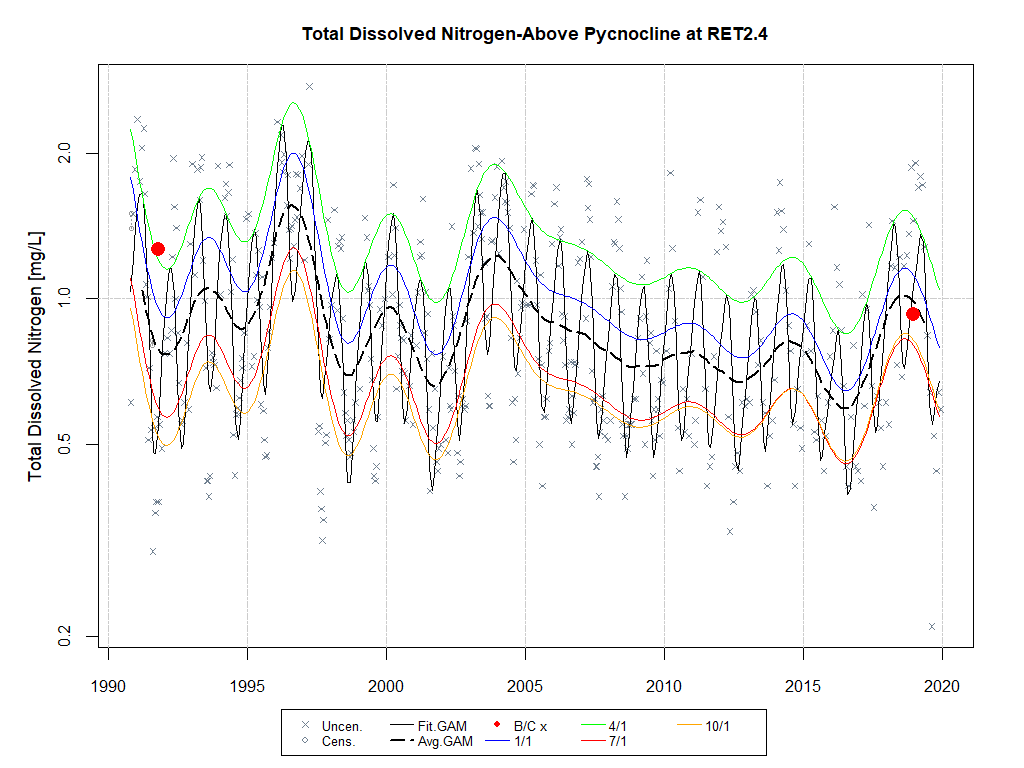 Total Dissolved Nitrogen-Above Pycnocline at RET2.4
Total Dissolved Nitrogen [mg/L]
2.0
1.0
0.5
0.2
1990 1995 2000 2005 2010 2015 2020
Uncen. Fit.GAM B/C x 4/1 10/1
Cens. Avg.GAM 1/1 7/1